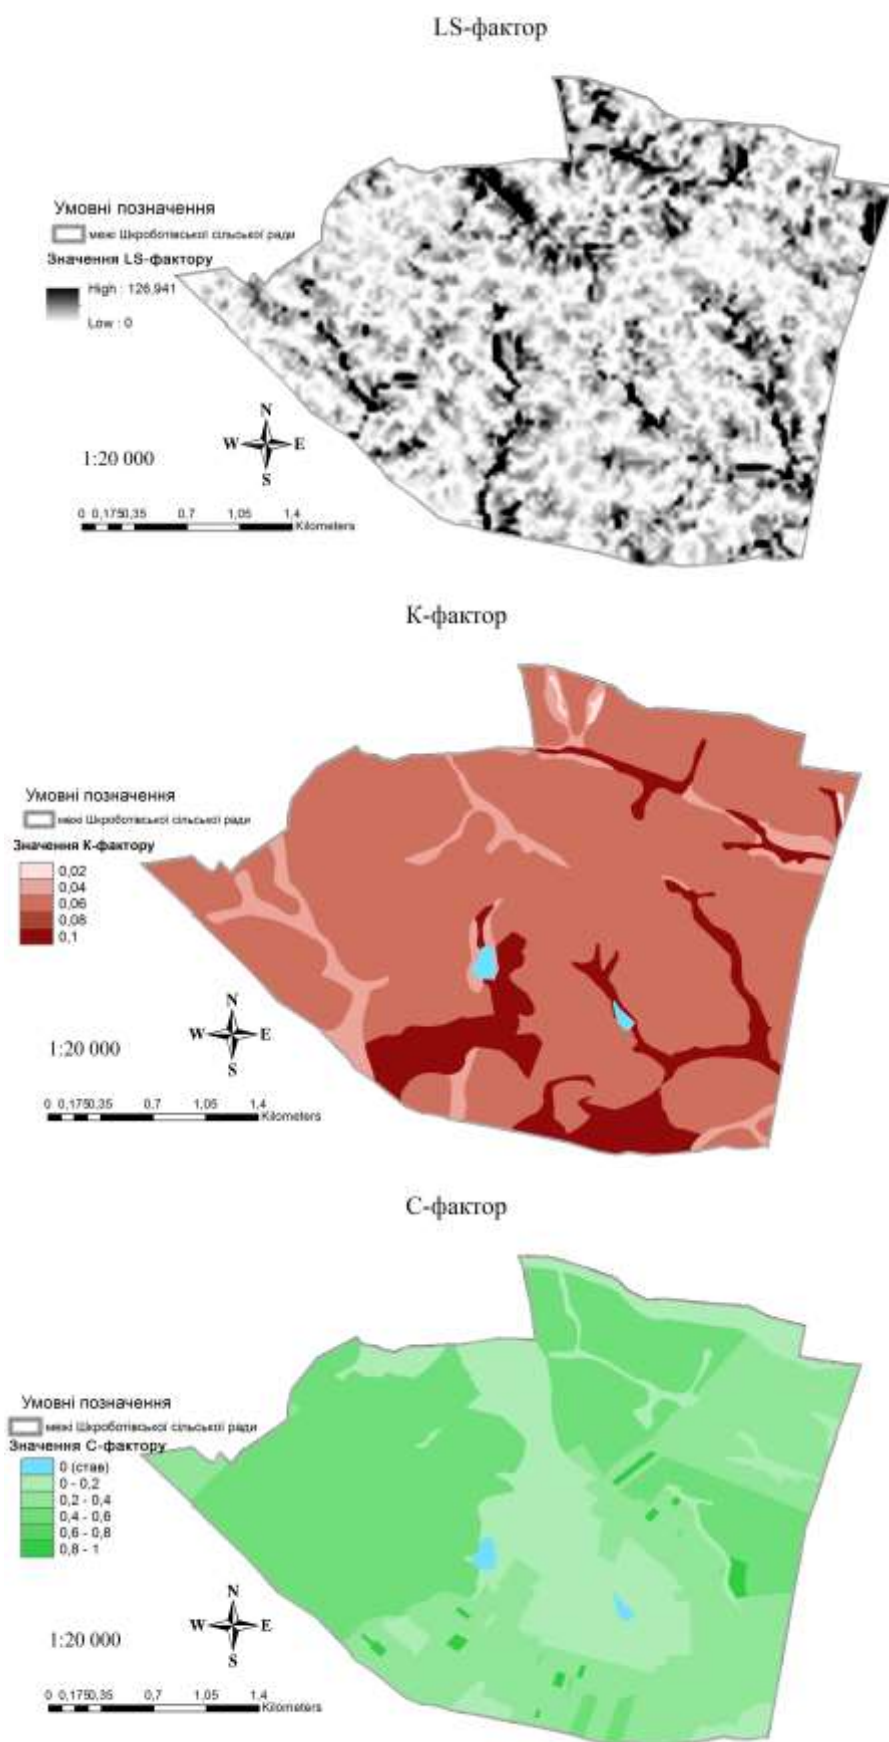 LS-фактор
Умовні позначення
межі Шкроботівської сільської ради
Значення LS-фактору
High : 126,941
Low : 0
N
W E
S
1:20 000
0 0,1750,35 0,7 1,05 1,4
Kilometers
К-фактор
Умовні позначення
межі Шкроботівської сільської ради
Значення К-фактору
0,02
0,04
0,06
0,08
0,1
N
W E
S
1:20 000
0 0,1750,35 0,7 1,05 1,4
Kilometers
С-фактор
Умовні позначення
межі Шкроботівської сільської ради
Значення С-фактору
0 (став)
0 - 0,2
0,2 - 0,4
0,4 - 0,6
0,6 - 0,8
0,8 - 1
N
W E
S
1:20 000
0 0,1750,35 0,7 1,05 1,4
Kilometers